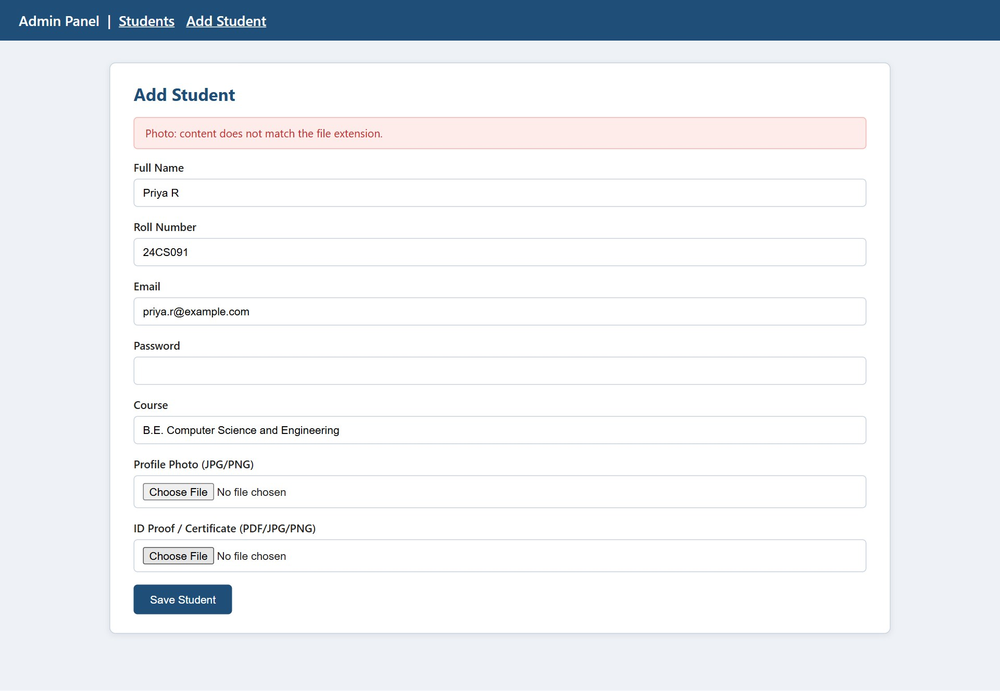 Admin Panel | Students Add Student
Add Student
Photo: content does not match the file extension.
Full Name
Priya R
Roll Number
24CS091
Email
priya.r@example.com
Password
Course
B.E. Computer Science and Engineering
Profile Photo (JPG/PNG)
Choose File No file chosen
ID Proof / Certificate (PDF/JPG/PNG)
Choose File No file chosen
Save Student